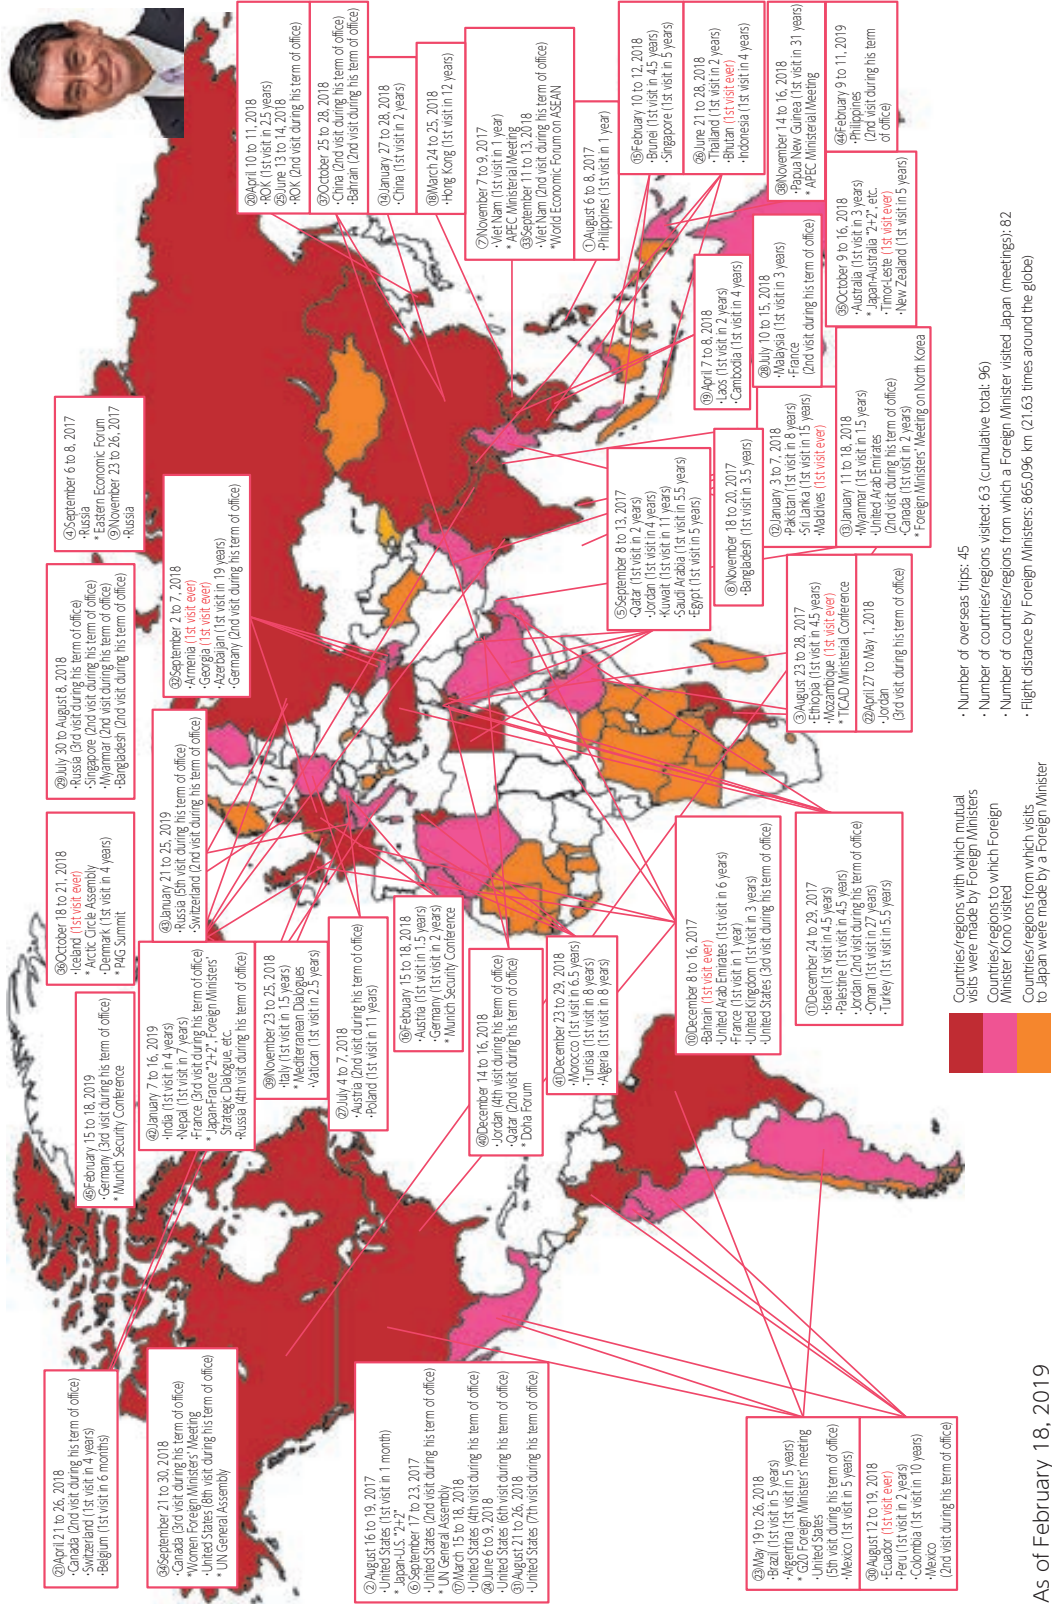 ㉑April 21 to 26, 2018
・Canada (2nd visit during his term of office)
・Switzerland (1st visit in 4 years)
・Belgium (1st visit in 6 months)
㉞September 21 to 30, 2018
・Canada (3rd visit during his term of office)
*Women Foreign Ministers' Meeting
・United States (8th visit during his term of office)
* UN General Assembly
②August 16 to 19, 2017
・United States (1st visit in 1 month)
* Japan-U.S. "2+2"
⑥September 17 to 23, 2017
・United States (2nd visit during his term of office)
* UN General Assembly
⑰March 15 to 18, 2018
・United States (4th visit during his term of office)
㉔June 6 to 9, 2018
・United States (6th visit during his term of office)
㉛August 21 to 26, 2018
・United States (7th visit during his term of office)
㉓May 19 to 26, 2018
・Brazil (1st visit in 5 years)
・Argentina (1st visit in 5 years)
* G20 Foreign Ministers' meeting
・United States
(5th visit during his term of office)
・Mexico (1st visit in 5 years)
㉚August 12 to 19, 2018
・Ecuador (1st visit ever)
・Peru (1st visit in 2 years)
・Colombia (1st visit in 10 years)
・Mexico
(2nd visit during his term of office)
㊺February 15 to 18, 2019
・Germany (3rd visit during his term of office)
* Munich Security Conference
㊱October 18 to 21, 2018
・Iceland (1st visit ever)
* Arctic Circle Assembly
・Denmark (1st visit in 4 years)
* P4G Summit
㊷January 7 to 16, 2019
・India (1st visit in 4 years)
・Nepal (1st visit in 7 years)
・France (3rd visit during his term of office)
* Japan-France "2+2", Foreign Ministers'
Strategic Dialogue, etc.
・Russia (4th visit during his term of office)
㊸January 21 to 25, 2019
・Russia (5th visit during his term of office)
・Switzerland (2nd visit during his term of office)
㊴November 23 to 25, 2018
・Italy (1st visit in 1.5 years)
* Mediterranean Dialogues
・Vatican (1st visit in 2.5 years)
㉗July 4 to 7, 2018
・Austria (2nd visit during his term of office)
・Poland (1st visit in 11 years)
⑯February 15 to 18, 2018
・Austria (1st visit in 1.5 years)
・Germany (1st visit in 2 years)
* Munich Security Conference
㊵December 14 to 16, 2018
・Jordan (4th visit during his term of office)
・Qatar (2nd visit during his term of office)
* Doha Forum
㊶December 23 to 29, 2018
・Morocco (1st visit in 6.5 years)
・Tunisia (1st visit in 8 years)
・Algeria (1st visit in 8 years)
⑩December 8 to 16, 2017
・Bahrain (1st visit ever)
・United Arab Emirates (1st visit in 6 years)
・France (1st visit in 1 year)
・United Kingdom (1st visit in 3 years)
・United States (3rd visit during his term of office)
⑪December 24 to 29, 2017
・Israel (1st visit in 4.5 years)
・Palestine (1st visit in 4.5 years)
・Jordan (2nd visit during his term of office)
・Oman (1st visit in 27 years)
・Turkey (1st visit in 5.5 years)
㉙July 30 to August 8, 2018
・Russia (3rd visit during his term of office)
・Singapore (2nd visit during his term of office)
・Myanmar (2nd visit during his term of office)
・Bangladesh (2nd visit during his term of office)
④September 6 to 8, 2017
・Russia
* Eastern Economic Forum
⑨November 23 to 26, 2017
・Russia
㉜September 2 to 7, 2018
・Armenia (1st visit ever)
・Georgia (1st visit ever)
・Azerbaijan (1st visit in 19 years)
・Germany (2nd visit during his term of office)
⑤September 8 to 13, 2017
・Qatar (1st visit in 2 years)
・Jordan (1st visit in 4 years)
・Kuwait (1st visit in 11 years)
・Saudi Arabia (1st visit in 5.5 years)
・Egypt (1st visit in 5 years)
⑧November 18 to 20, 2017
・Bangladesh (1st visit in 3.5 years)
③August 23 to 28, 2017
・Ethiopia (1st visit in 4.5 years)
・Mozambique (1st visit ever)
* TICAD Ministerial Conference
㉒April 27 to May 1, 2018
・Jordan
(3rd visit during his term of office)
⑫January 3 to 7, 2018
・Pakistan (1st visit in 8 years)
・Sri Lanka (1st visit in 15 years)
・Maldives (1st visit ever)
⑬January 11 to 18, 2018
・Myanmar (1st visit in 1.5 years)
・United Arab Emirates
(2nd visit during his term of office)
・Canada (1st visit in 2 years)
* Foreign Ministers' Meeting on North Korea
⑳April 10 to 11, 2018
・ROK (1st visit in 2.5 years)
㉕June 13 to 14, 2018
・ROK (2nd visit during his term of office)
㊲October 25 to 28, 2018
・China (2nd visit during his term of office)
・Bahrain (2nd visit during his term of office)
⑭January 27 to 28, 2018
・China (1st visit in 2 years)
⑱March 24 to 25, 2018
・Hong Kong (1st visit in 12 years)
⑦November 7 to 9, 2017
・Viet Nam (1st visit in 1 year)
* APEC Ministerial Meeting
㉝September 11 to 13, 2018
・Viet Nam (2nd visit during his term of office)
*World Economic Forum on ASEAN
①August 6 to 8, 2017
・Philippines (1st visit in 1 year)
⑮February 10 to 12, 2018
・Brunei (1st visit in 4.5 years)
・Singapore (1st visit in 5 years)
㉖June 21 to 28, 2018
・Thailand (1st visit in 2 years)
・Bhutan (1st visit ever)
・Indonesia (1st visit in 4 years)
⑲April 7 to 8, 2018
・Laos (1st visit in 2 years)
・Cambodia (1st visit in 4 years)
㉘July 10 to 15, 2018
・Malaysia (1st visit in 3 years)
・France
(2nd visit during his term of office)
㊳November 14 to 16, 2018
・Papua New Guinea (1st visit in 31 years)
* APEC Ministerial Meeting
㊹February 9 to 11, 2019
・Philippines
(2nd visit during his term
of office)
㉟October 9 to 16, 2018
・Australia (1st visit in 3 years)
* Japan-Australia "2+2", etc.
・Timor-Leste (1st visit ever)
・New Zealand (1st visit in 5 years)
Countries/regions with which mutual
visits were made by Foreign Ministers
Countries/regions to which Foreign
Minister Kono visited
Countries/regions from which visits
to Japan were made by a Foreign Minister
・Number of overseas trips: 45
・Number of countries/regions visited: 63 (cumulative total: 96)
・Number of countries/regions from which a Foreign Minister visited Japan (meetings): 82
・Flight distance by Foreign Ministers: 865,096 km (21.63 times around the globe)
As of February 18, 2019